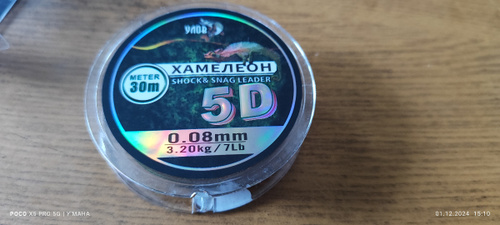 УЛОВ
ХАМЕЛЕОН
METER
30m
SHOCK & SNAG LEADER
5D
0.08mm
3.20kg/7Lb
POCO X5 PRO 5G | Y MAHA
01.12.2024 15:10